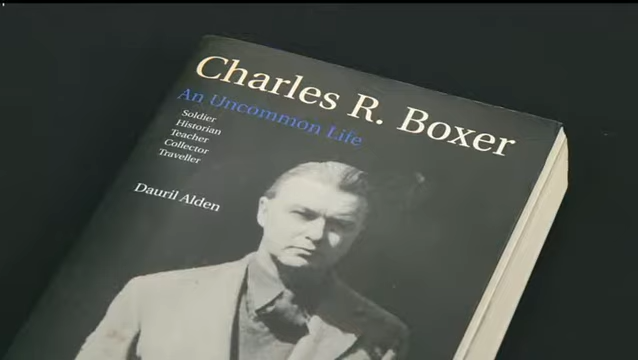 Charles R. Boxer
An Uncommon Life
Soldier
Historian
Teacher
Collector
Traveller
Dauril Alden